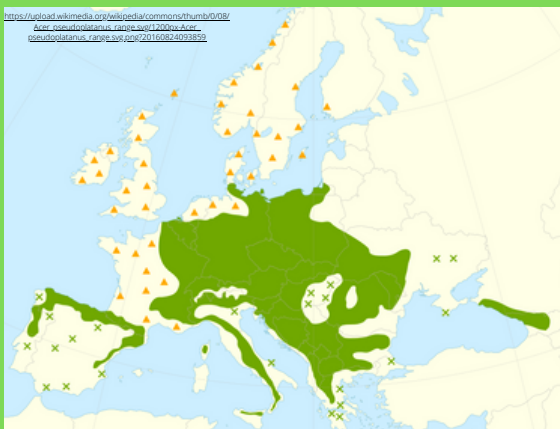 https://upload.wikimedia.org/wikipedia/commons/thumb/0/08/
Acer_pseudoplatanus_range.svg/1200px-Acer_
pseudoplatanus_range.svg.png?20160824093859